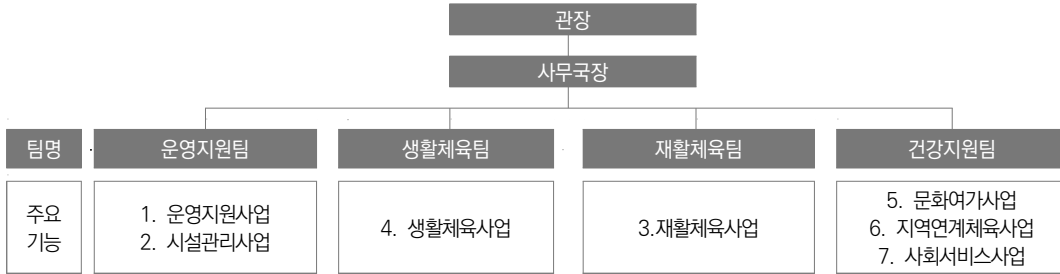 관장
사무국장
팀명
운영지원팀
생활체육팀
재활체육팀
건강지원팀
주요
기능
1. 운영지원사업
2. 시설관리사업
4. 생활체육사업
3.재활체육사업
5. 문화여가사업
6. 지역연계체육사업
7. 사회서비스사업